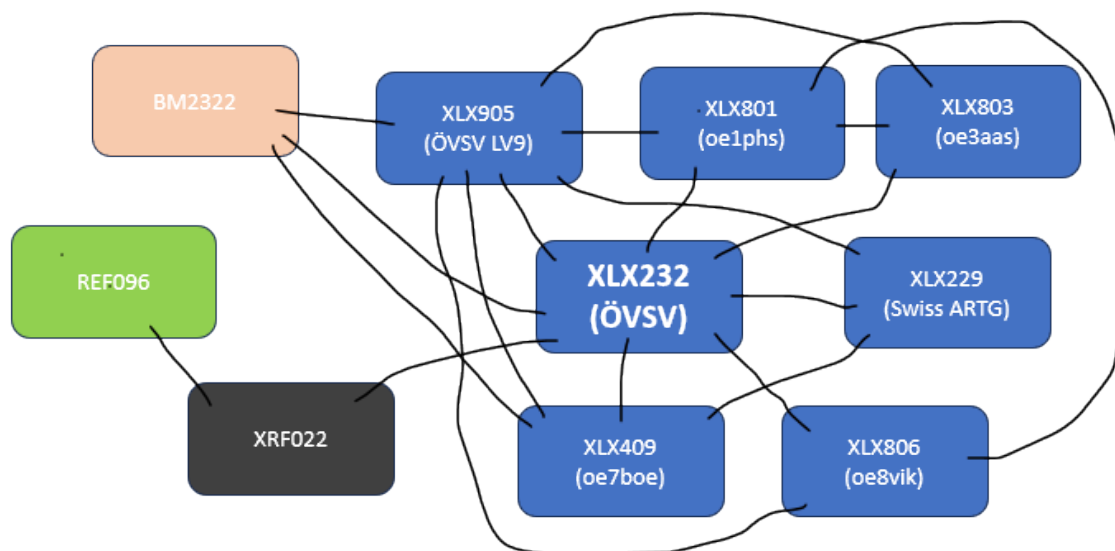 BM2322
XLX905
(ÖVSV LV9)
XLX801
(oe1phs)
XLX803
(oe3aas)
REF096
XLX232
(ÖVSV)
XLX229
(Swiss ARTG)
XRF022
XLX409
(oe7boe)
XLX806
(oe8vik)